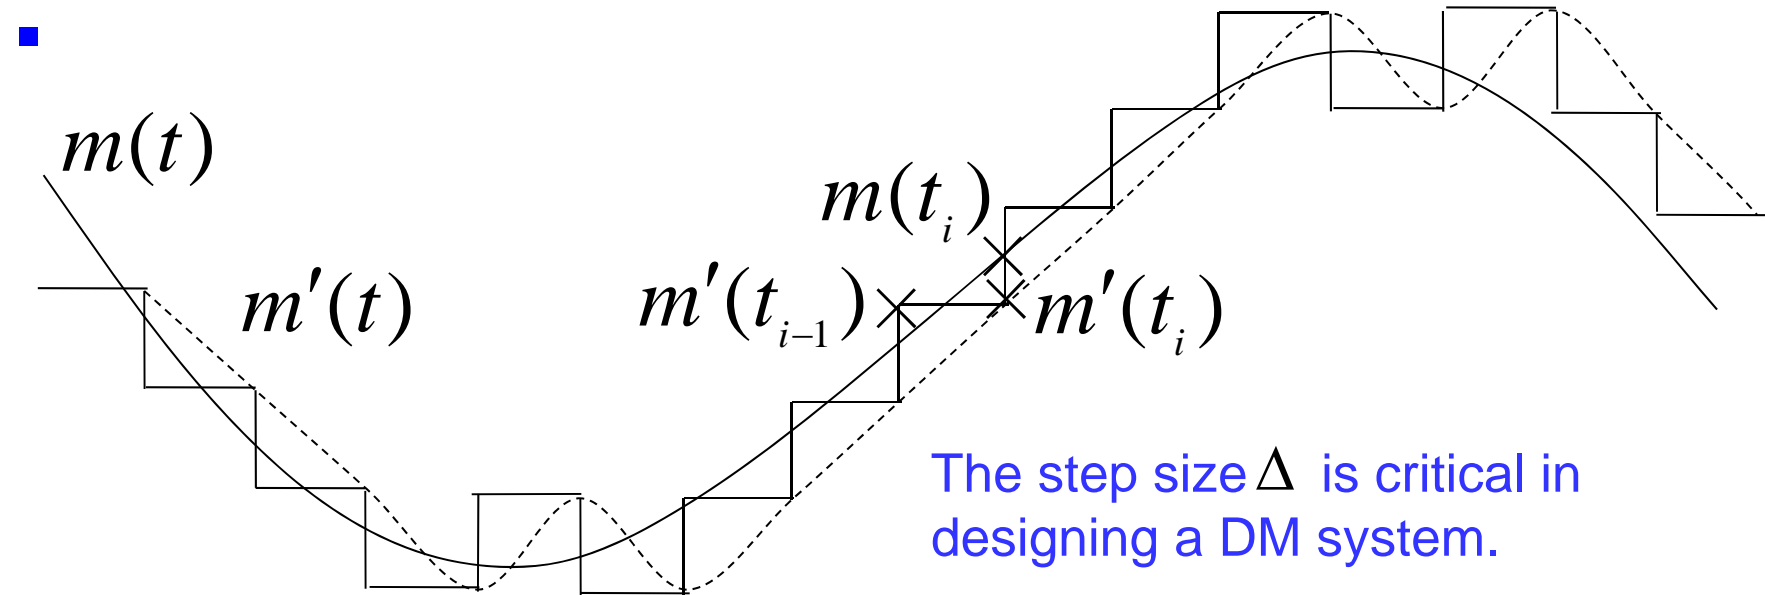 m(t)
m′(t)
m(t_i)
m′(t_{i−1})
m′(t_i)
The step size Δ is critical in
designing a DM system.